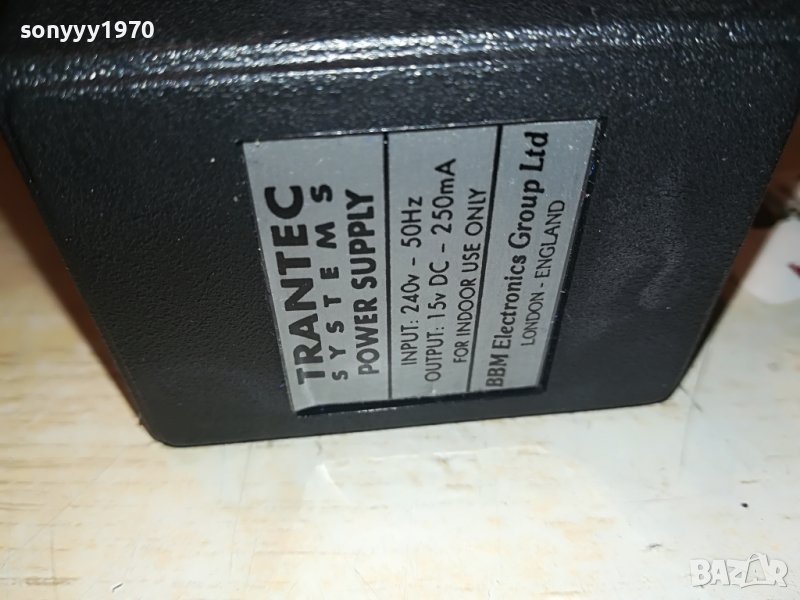 sonyyy1970
TRANTEC
SYSTEMS
POWER SUPPLY
INPUT: 240v - 50Hz
OUTPUT: 15v DC - 250mA
FOR INDOOR USE ONLY
BBM Electronics Group Ltd
LONDON - ENGLAND
BAZAR